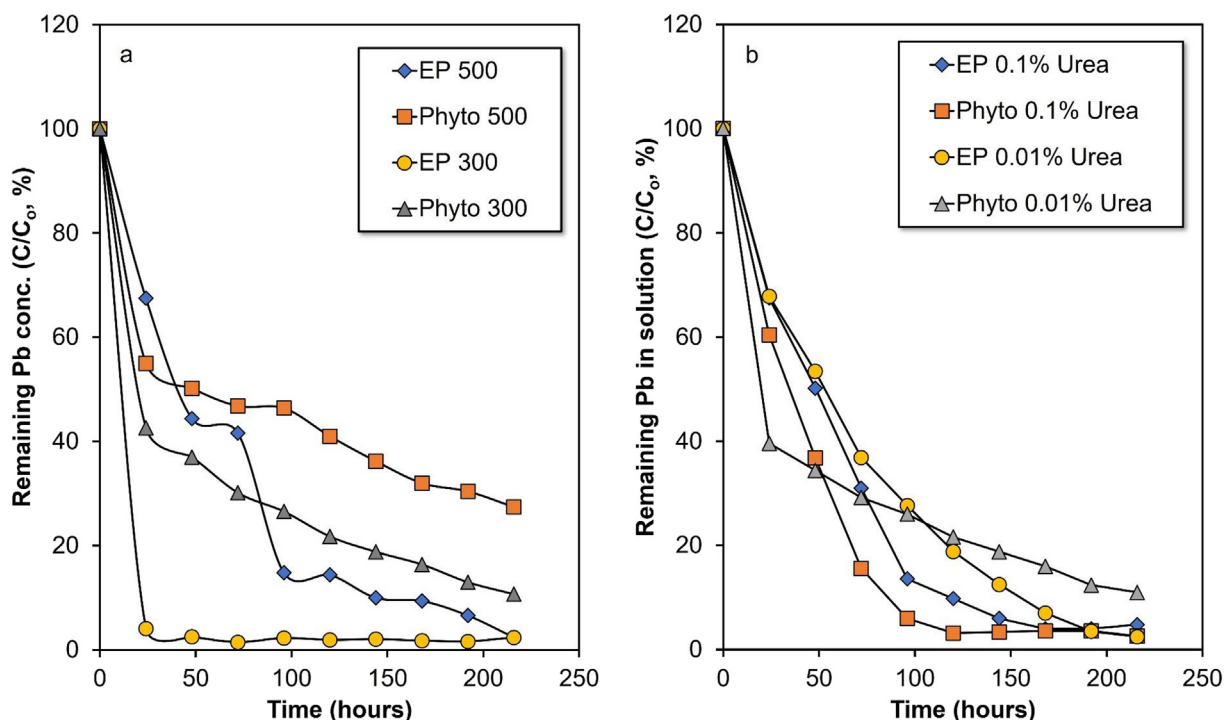 a
EP 500
Phyto 500
EP 300
Phyto 300
120
100
80
60
40
20
0
0
50
100
150
200
250
Remaining Pb conc. (C/Cₒ, %)
Time (hours)
b
EP 0.1% Urea
Phyto 0.1% Urea
EP 0.01% Urea
Phyto 0.01% Urea
120
100
80
60
40
20
0
0
50
100
150
200
250
Remaining Pb in solution (C/Cₒ, %)
Time (hours)